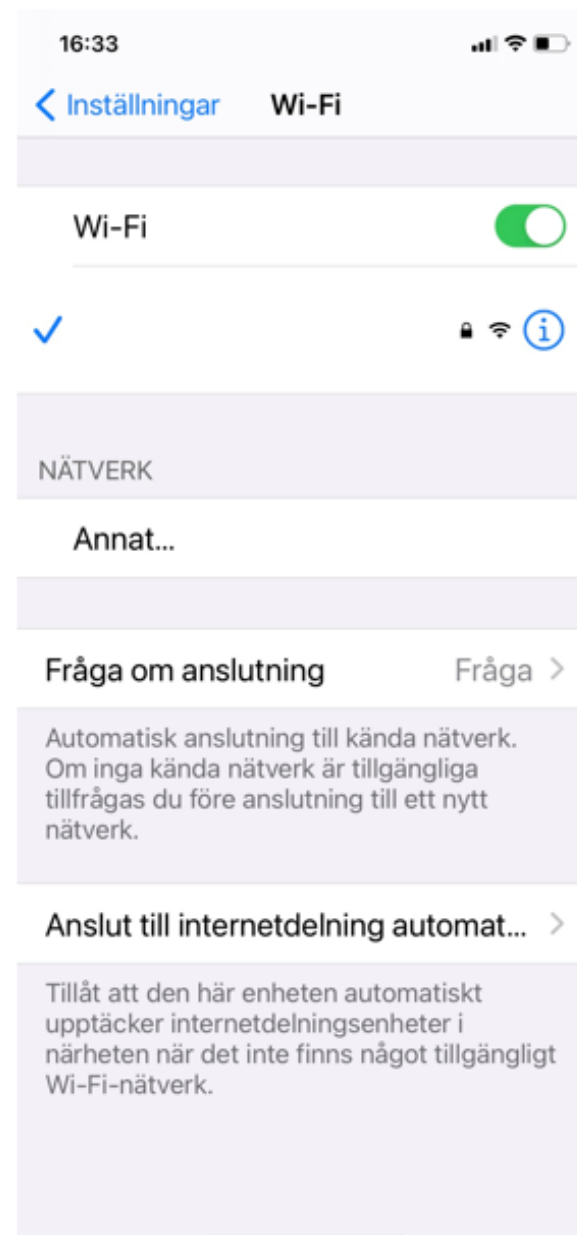 16:33
Inställningar Wi-Fi
Wi-Fi
NÄTVERK
Annat...
Fråga om anslutning Fråga
Automatisk anslutning till kända nätverk.
Om inga kända nätverk är tillgängliga
tillfrågas du före anslutning till ett nytt
nätverk.
Anslut till internetdelning automat...
Tillåt att den här enheten automatiskt
upptäcker internetdelningsenheter i
närheten när det inte finns något tillgängligt
Wi-Fi-nätverk.